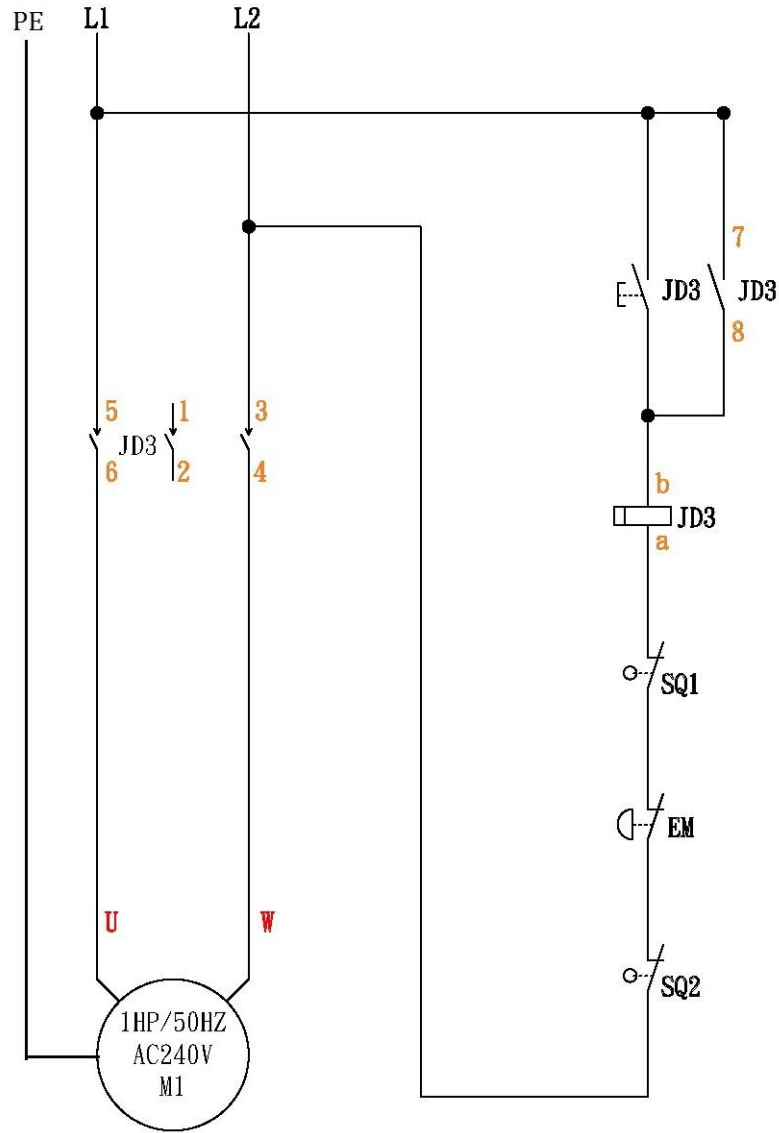 PE L1 L2
7
JD3 JD3
8
5 1 3
JD3
6 2 4
b
JD3
a
SQ1
EM
U W
SQ2
1HP/50HZ
AC240V
M1